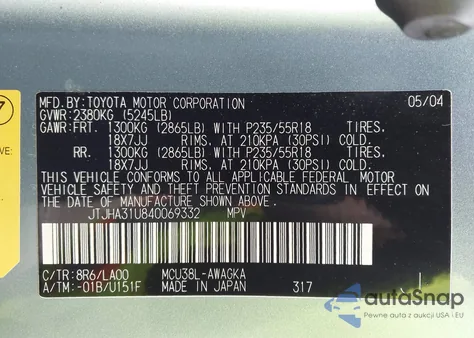 MFD.BY:TOYOTA MOTOR CORPORATION 05/04
GVWR:2380KG (5245LB)
GAWR:FRT. 1300KG (2865LB) WITH P235/55R18 TIRES.
18X7JJ RIMS. AT 210KPA (30PSI) COLD
RR. 1300KG (2865LB) WITH P235/55R18 TIRES.
18X7JJ RIMS. AT 210KPA (30PSI) COLD
THIS VEHICLE CONFORMS TO ALL APPLICABLE FEDERAL MOTOR
VEHICLE SAFETY AND THEFT PREVENTION STANDARDS IN EFFECT ON
THE DATE OF MANUFACTURE SHOWN ABOVE.
JTJHA31U840069332 MPV
C/TR: 8R6/LA00 MCU38L-AWAGKA
A/TM: -01B/U151F MADE IN JAPAN 317
7
VE:
autoSnap
Pewne auta z aukcji USA i EU